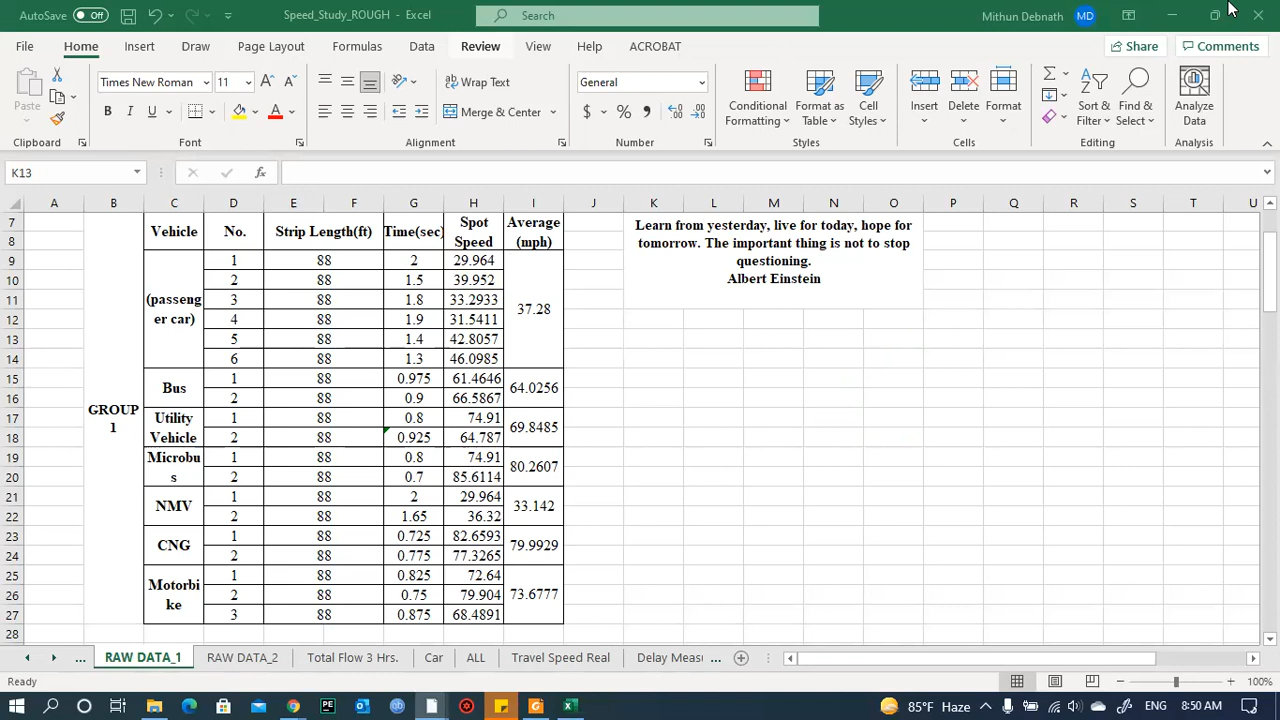 AutoSave Off Speed_Study_ROUGH - Excel Search Mithun Debnath MD
File Home Insert Draw Page Layout Formulas Data Review View Help ACROBAT Share Comments
Times New Roman 11 Wrap Text General
Paste B I U Merge & Center $ % Conditional Formatting Format as Table Cell Styles Insert Delete Format Sort & Filter Find & Select Analyze Data
Clipboard Font Alignment Number Styles Cells Editing Analysis
K13 fx
A B C D E F G H I J K L M N O P Q R S T U
7 Vehicle No. Strip Length(ft) Time(sec) Spot Speed Average (mph)
8
9 1 88 2 29.964
10 2 88 1.5 39.952
11 (passeng er car) 3 88 1.8 33.2933 37.28
12 4 88 1.9 31.5411
13 5 88 1.4 42.8057
14 6 88 1.3 46.0985
15 Bus 1 88 0.975 61.4646 64.0256
16 2 88 0.9 66.5867
17 Utility 1 88 0.8 74.91 69.8485
18 Vehicle 2 88 0.925 64.787
19 Microbu 1 88 0.8 74.91 80.2607
20 s 2 88 0.7 85.6114
21 NMV 1 88 2 29.964 33.142
22 2 88 1.65 36.32
23 CNG 1 88 0.725 82.6593 79.9929
24 2 88 0.775 77.3265
25 Motorbi 1 88 0.825 72.64
26 ke 2 88 0.75 79.904 73.6777
27 3 88 0.875 68.4891
28
GROUP
1
Learn from yesterday, live for today, hope for
tomorrow. The important thing is not to stop
questioning.
Albert Einstein
... RAW DATA_1 RAW DATA_2 Total Flow 3 Hrs. Car ALL Travel Speed Real Delay Measu ...
Ready 100%
85°F Haze ENG 8:50 AM